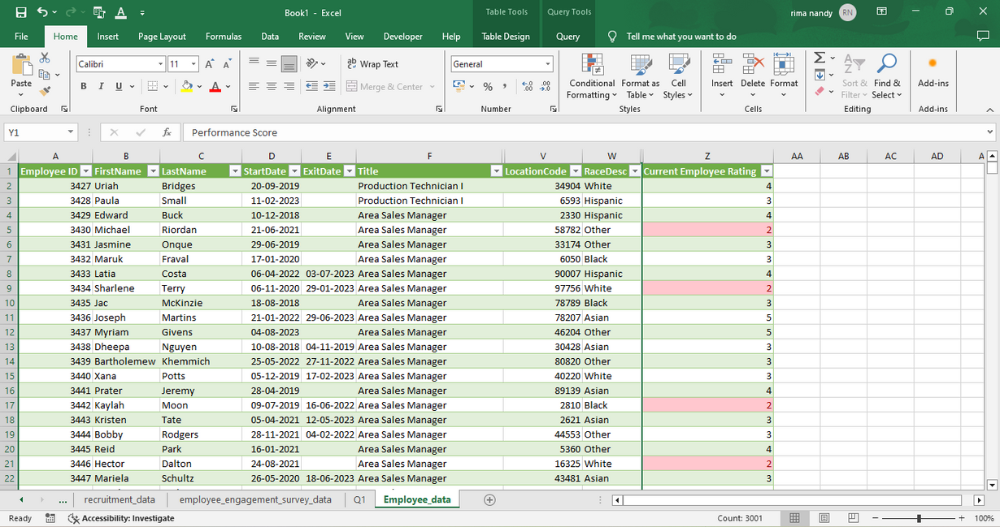 Book1 - Excel
Table Tools
Query Tools
rima nandy
RN
File Home Insert Page Layout Formulas Data Review View Developer Help Table Design Query Tell me what you want to do
Calibri 11 Wrap Text General
Paste B I U Merge & Center % Conditional Formatting Format as Table Cell Styles Insert Delete Format Sort & Filter Find & Select Add-ins
Clipboard Font Alignment Number Styles Cells Editing Add-ins
Y1 fx Performance Score
A B C D E F V W Z AA AB AC AD A
1 Employee ID FirstName LastName StartDate ExitDate Title LocationCode RaceDesc Current Employee Rating
2 3427 Uriah Bridges 20-09-2019 Production Technician I 34904 White 4
3 3428 Paula Small 11-02-2023 Production Technician I 6593 Hispanic 3
4 3429 Edward Buck 10-12-2018 Area Sales Manager 2330 Hispanic 4
5 3430 Michael Riordan 21-06-2021 Area Sales Manager 58782 Other 2
6 3431 Jasmine Onque 29-06-2019 Area Sales Manager 33174 Other 3
7 3432 Maruk Fraval 17-01-2020 Area Sales Manager 6050 Black 3
8 3433 Latia Costa 06-04-2022 03-07-2023 Area Sales Manager 90007 Hispanic 4
9 3434 Sharlene Terry 06-11-2020 29-01-2023 Area Sales Manager 97756 White 2
10 3435 Jac McKinzie 18-08-2018 Area Sales Manager 78789 Black 3
11 3436 Joseph Martins 21-01-2022 29-06-2023 Area Sales Manager 78207 Asian 5
12 3437 Myriam Givens 04-08-2023 Area Sales Manager 46204 Other 5
13 3438 Dheepa Nguyen 10-08-2018 04-11-2019 Area Sales Manager 30428 Asian 3
14 3439 Bartholemew Khemmich 25-05-2022 27-11-2022 Area Sales Manager 80820 Other 3
15 3440 Xana Potts 05-12-2019 17-02-2023 Area Sales Manager 40220 White 3
16 3441 Prater Jeremy 28-04-2019 Area Sales Manager 89139 Asian 4
17 3442 Kaylah Moon 09-07-2019 16-06-2022 Area Sales Manager 2810 Black 2
18 3443 Kristen Tate 05-04-2021 12-05-2023 Area Sales Manager 2621 Asian 3
19 3444 Bobby Rodgers 28-11-2021 04-02-2022 Area Sales Manager 44553 Other 3
20 3445 Reid Park 16-01-2021 Area Sales Manager 5360 Other 4
21 3446 Hector Dalton 24-08-2021 Area Sales Manager 16325 White 2
22 3447 Mariela Schultz 26-05-2020 18-06-2023 Area Sales Manager 43481 Asian 3
... recruitment_data employee_engagement_survey_data Q1 Employee_data
Ready Accessibility: Investigate Count: 3001 100%